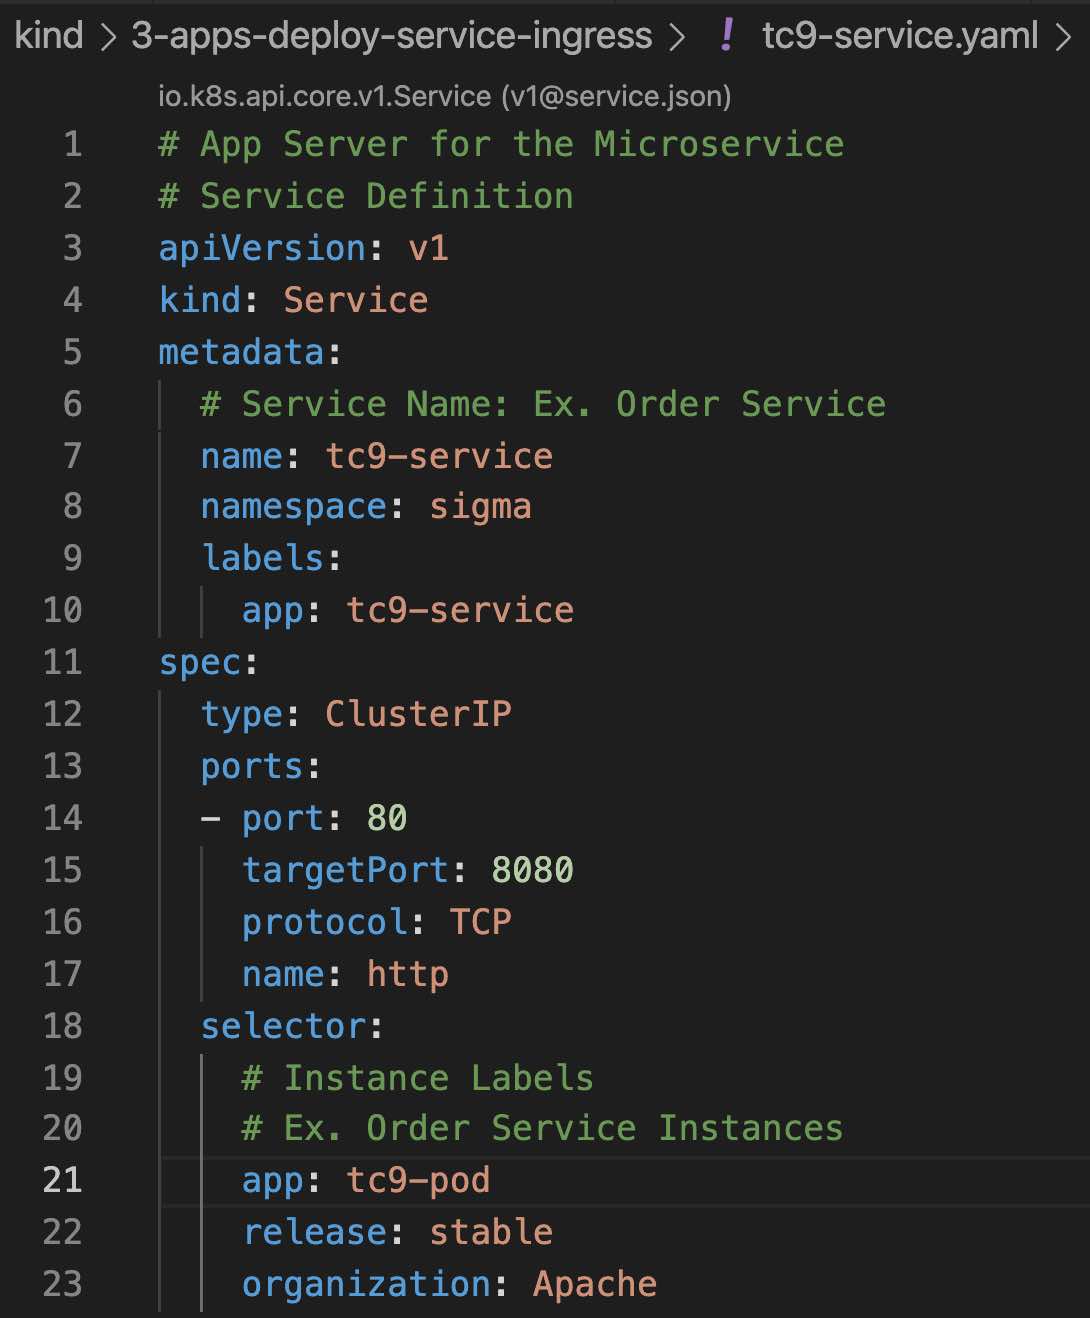 kind > 3-apps-deploy-service-ingress > ! tc9-service.yaml >
io.k8s.api.core.v1.Service (v1@service.json)
1 # App Server for the Microservice
2 # Service Definition
3 apiVersion: v1
4 kind: Service
5 metadata:
6   # Service Name: Ex. Order Service
7   name: tc9-service
8   namespace: sigma
9   labels:
10     app: tc9-service
11 spec:
12   type: ClusterIP
13   ports:
14   - port: 80
15     targetPort: 8080
16     protocol: TCP
17     name: http
18   selector:
19     # Instance Labels
20     # Ex. Order Service Instances
21     app: tc9-pod
22     release: stable
23     organization: Apache